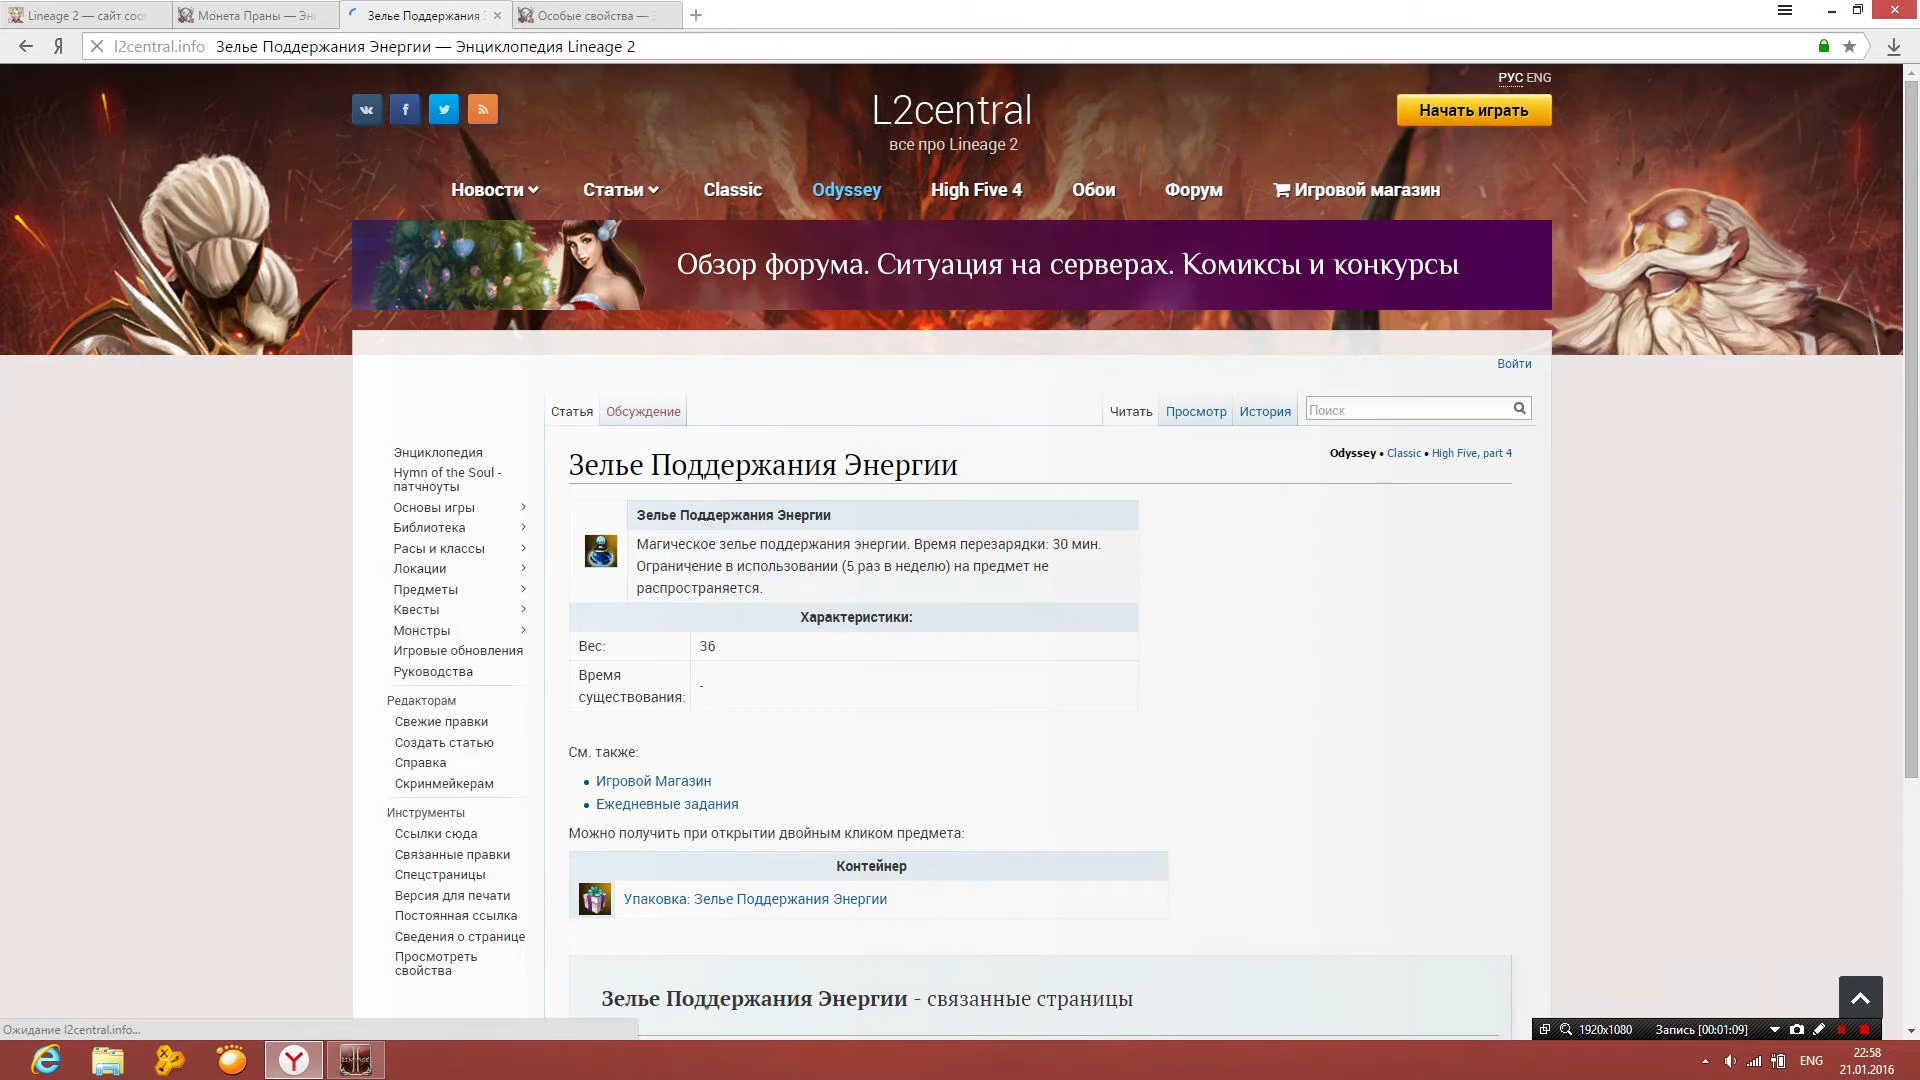 Lineage 2 — сайт соо
Монета Праны — Эн
Зелье Поддержания
Особые свойства —
l2central.info Зелье Поддержания Энергии — Энциклопедия Lineage 2
РУС ENG
L2central
все про Lineage 2
Начать играть
Новости Статьи Classic Odyssey High Five 4 Обои Форум Игровой магазин
Обзор форума. Ситуация на серверах. Комиксы и конкурсы
Войти
Статья Обсуждение Читать Просмотр История Поиск
Odyssey • Classic • High Five, part 4
Энциклопедия
Hymn of the Soul -
патчноуты
Основы игры
Библиотека
Расы и классы
Локации
Предметы
Квесты
Монстры
Игровые обновления
Руководства
Редакторам
Свежие правки
Создать статью
Справка
Скринмейкерам
Инструменты
Ссылки сюда
Связанные правки
Спецстраницы
Версия для печати
Постоянная ссылка
Сведения о странице
Просмотреть
свойства
Зелье Поддержания Энергии
Зелье Поддержания Энергии
Магическое зелье поддержания энергии. Время перезарядки: 30 мин.
Ограничение в использовании (5 раз в неделю) на предмет не
распространяется.
Характеристики:
Вес: 36
Время
существования: -
См. также:
Игровой Магазин
Ежедневные задания
Можно получить при открытии двойным кликом предмета:
Контейнер
Упаковка: Зелье Поддержания Энергии
Зелье Поддержания Энергии - связанные страницы
Ожидание l2central.info...
1920x1080 Запись [00:01:09]
ENG
22:58
21.01.2016